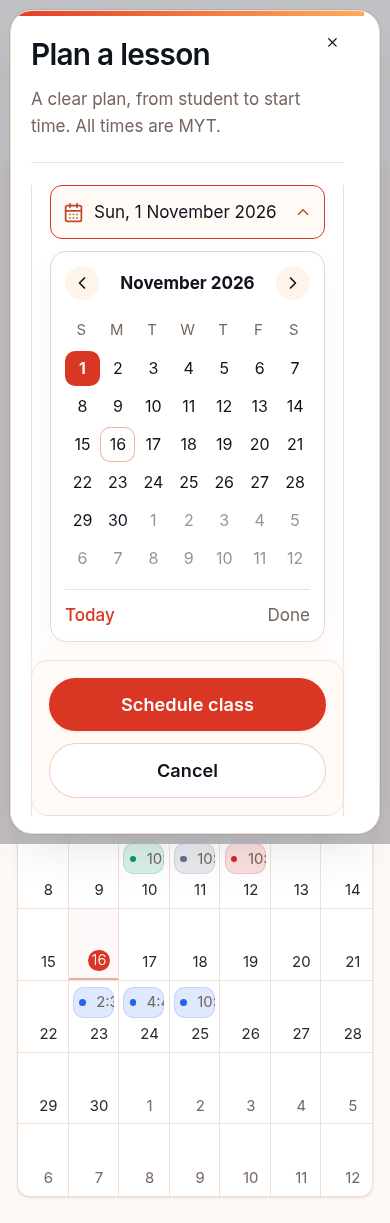 Plan a lesson
A clear plan, from student to start
time. All times are MYT.
Sun, 1 November 2026
November 2026
S M T W T F S
1 2 3 4 5 6 7
8 9 10 11 12 13 14
15 16 17 18 19 20 21
22 23 24 25 26 27 28
29 30 1 2 3 4 5
6 7 8 9 10 11 12
Today Done
Schedule class
Cancel
8 9 10 11 12 13 14
15 16 17 18 19 20 21
22 23 24 25 26 27 28
29 30 1 2 3 4 5
6 7 8 9 10 11 12